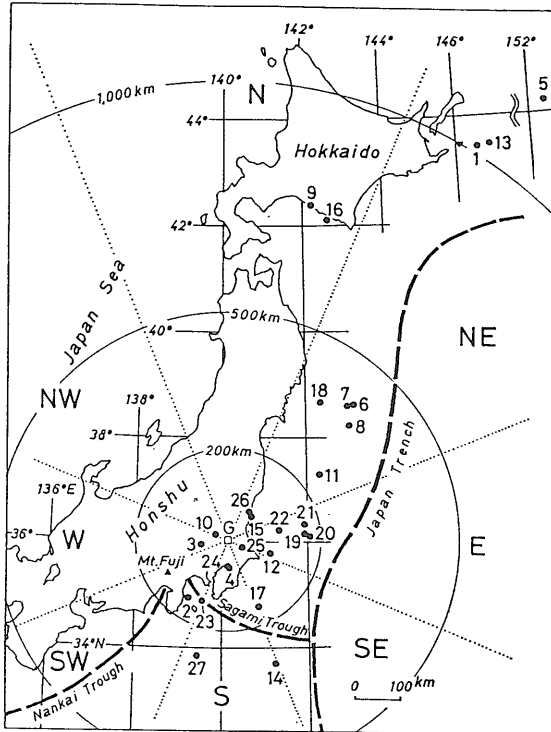 142°
144°
146°
152°
140°
5
1,000 km
N
44°
Hokkaido
1
13
9
16
42°
Japan Sea
500km
40°
NE
NW
138°
18
7
6
8
38°
200km
Japan Trench
11
136°E
Honshu
26
21
36°
W
10
G
15
22
20
3
25
19
E
Mt.Fuji
24
4
12
2
23
17
Sagami Trough
34°N
SW
SE
27
14
Nankai Trough
S
0 100 km